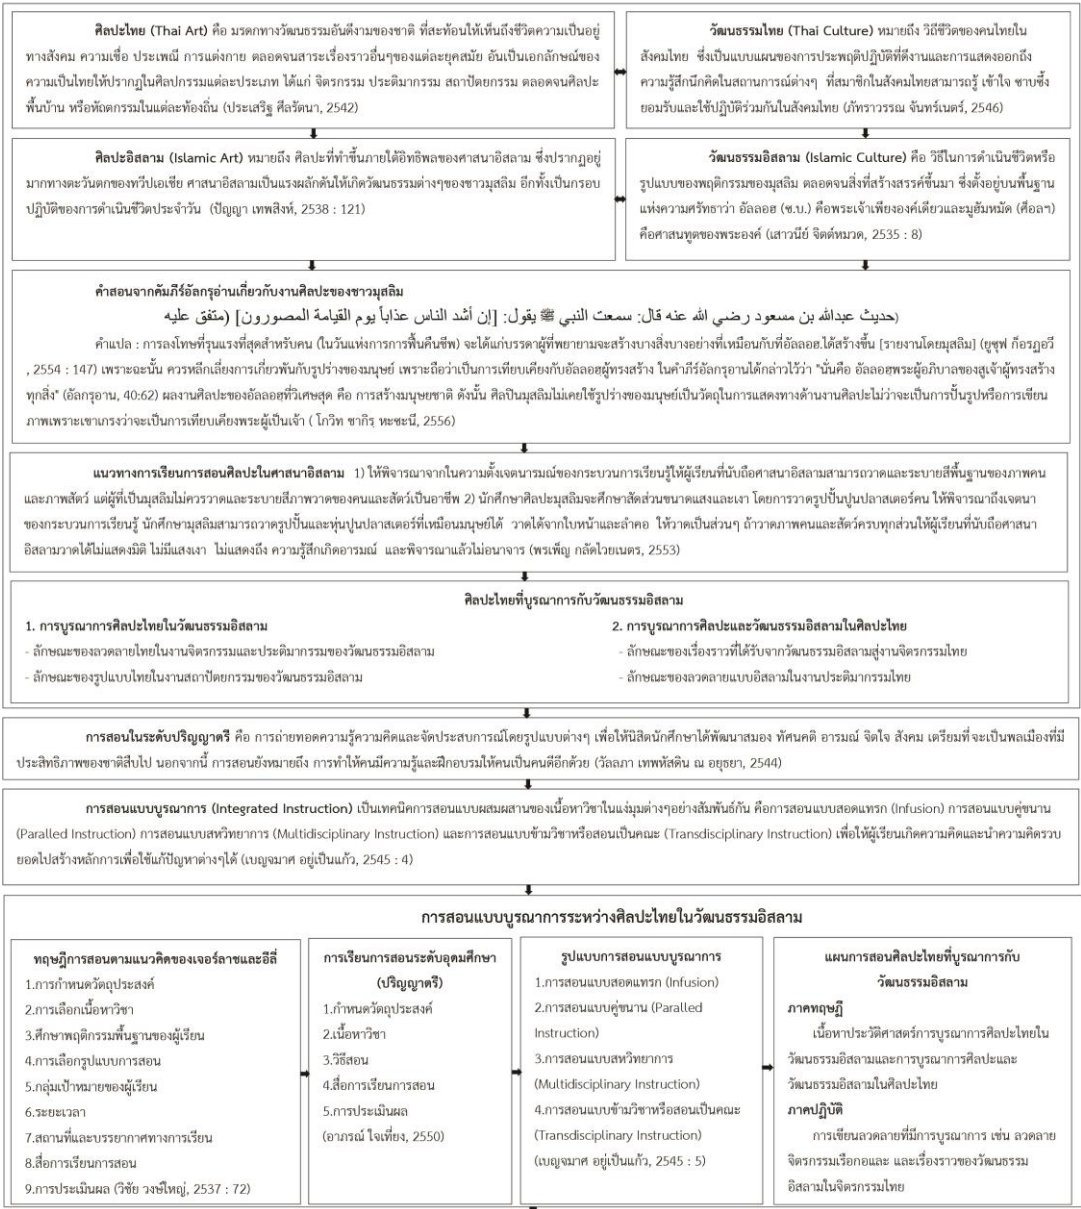 ศิลปะไทย (Thai Art) คือ มรดกทางวัฒนธรรมอันดีงามของชาติ ที่สะท้อนให้เห็นถึงชีวิตความเป็นอยู่
ทางสังคม ความเชื่อ ประเพณี การแต่งกาย ตลอดจนสาระเรื่องราวอื่นๆของแต่ละยุคสมัย อันเป็นเอกลักษณ์ของ
ความเป็นไทยให้ปรากฏในศิลปกรรมแต่ละประเภท ได้แก่ จิตรกรรม ประติมากรรม สถาปัตยกรรม ตลอดจนศิลปะ
พื้นบ้าน หรือหัถตกรรมในแต่ละท้องถิ่น (ประเสริฐ ศีลรัตนา, 2542)
วัฒนธรรมไทย (Thai Culture) หมายถึง วิถีชีวิตของคนไทยใน
สังคมไทย ซึ่งเป็นแบบแผนของการประพฤติปฏิบัติที่ดีงามและการแสดงออกถึง
ความรู้สึกนึกคิดในสถานการณ์ต่างๆ ที่สมาชิกในสังคมไทยสามารถรู้ เข้าใจ ซาบซึ้ง
ยอมรับและใช้ปฏิบัติร่วมกันในสังคมไทย (ภัทราวรรณ จันทร์เนตร์, 2546)
ศิลปะอิสลาม (Islamic Art) หมายถึง ศิลปะที่ทำขึ้นภายใต้อิทธิพลของศาสนาอิสลาม ซึ่งปรากฏอยู่
มากทางตะวันตกของทวีปเอเชีย ศาสนาอิสลามเป็นแรงผลักดันให้เกิดวัฒนธรรมต่างๆของชาวมุสลิม อีกทั้งเป็นกรอบ
ปฏิบัติของการดำเนินชีวิตประจำวัน (ปัญญา เทพสิงห์, 2538 : 121)
วัฒนธรรมอิสลาม (Islamic Culture) คือ วิธีในการดำเนินชีวิตหรือ
รูปแบบของพฤติกรรมของมุสลิม ตลอดจนสิ่งที่สร้างสรรค์ขึ้นมา ซึ่งตั้งอยู่บนพื้นฐาน
แห่งความศรัทธาว่า อัลลอฮ (ซ.บ.) คือพระเจ้าเพียงองค์เดียวและมูฮัมหมัด (ศ็อลฯ)
คือศาสนทูตของพระองค์ (เสาวนีย์ จิตต์หมวด, 2535 : 8)
คำสอนจากคัมภีร์อัลกรุอ่านเกี่ยวกับงานศิลปะของชาวมุสลิม
(حديث عبدالله بن مسعود رضي الله عنه قال: سمعت النبي ﷺ يقول: [إن أشد الناس عذاباً يوم القيامة المصورون] (متفق عليه
คำแปล : การลงโทษที่รุนแรงที่สุดสำหรับคน (ในวันแห่งการการฟื้นคืนชีพ) จะได้แก่บรรดาผู้ที่พยายามจะสร้างบางสิ่งบางอย่างที่เหมือนกับที่อัลลอฮ.ได้สร้างขึ้น [รายงานโดยมุสลิม] (ยูซุฟ ก็อรฎอวี
, 2554 : 147) เพราะฉะนั้น ควรหลีกเลี่ยงการเกี่ยวพันกับรูปร่างของมนุษย์ เพราะถือว่าเป็นการเทียบเคียงกับอัลลอฮผู้ทรงสร้าง ในคำภีร์อัลกรุอานได้กล่าวไว้ว่า "นั่นคือ อัลลอฮฺพระผู้อภิบาลของสูเจ้าผู้ทรงสร้าง
ทุกสิ่ง" (อัลกรุอาน, 40:62) ผลงานศิลปะของอัลลอฮฺที่วิเศษสุด คือ การสร้างมนุษยชาติ ดังนั้น ศิลปินมุสลิมไม่เคยใช้รูปร่างของมนุษย์เป็นวัตถุในการแสดงทางด้านงานศิลปะไม่ว่าจะเป็นการปั้นรูปหรือการเขียน
ภาพเพราะเขาเกรงว่าจะเป็นการเทียบเคียงพระผู้เป็นเจ้า ( โกวิท ซากิรฺ หะซะนี, 2556)
แนวทางการเรียนการสอนศิลปะในศาสนาอิสลาม 1) ให้พิจารณาจากในความตั้งเจตนารมณ์ของกระบวนการเรียนรู้ให้ผู้เรียนที่นับถือศาสนาอิสลามสามารถวาดและระบายสีพื้นฐานของภาพคน
และภาพสัตว์ แต่ผู้ที่เป็นมุสลิมไม่ควรวาดและระบายสีภาพวาดของคนและสัตว์เป็นอาชีพ 2) นักศึกษาศิลปะมุสลิมจะศึกษาสัดส่วนขนาดแสงและเงา โดยการวาดรูปปั้นปูนปลาสเตอร์คน ให้พิจารณาถึงเจตนา
ของกระบวนการเรียนรู้ นักศึกษามุสลิมสามารถวาดรูปปั้นและหุ่นปูนปลาสเตอร์ที่เหมือนมนุษย์ได้ วาดได้จากใบหน้าและลำคอ ให้วาดเป็นส่วนๆ ถ้าวาดภาพคนและสัตว์ครบทุกส่วนให้ผู้เรียนที่นับถือศาสนา
อิสลามวาดได้ไม่แสดงมิติ ไม่มีแสงเงา ไม่แสดงถึง ความรู้สึกเกิดอารมณ์ และพิจารณาแล้วไม่อนาจาร (พรเพ็ญ กลัดไวยเนตร, 2553)
ศิลปะไทยที่บูรณาการกับวัฒนธรรมอิสลาม
1. การบูรณาการศิลปะไทยในวัฒนธรรมอิสลาม
- ลักษณะของลวดลายไทยในงานจิตรกรรมและประติมากรรมของวัฒนธรรมอิสลาม
- ลักษณะของรูปแบบไทยในงานสถาปัตยกรรมของวัฒนธรรมอิสลาม
2. การบูรณาการศิลปะและวัฒนธรรมอิสลามในศิลปะไทย
- ลักษณะของเรื่องราวที่ได้รับจากวัฒนธรรมอิสลามสู่งานจิตรกรรมไทย
- ลักษณะของลวดลายแบบอิสลามในงานประติมากรรมไทย
การสอนในระดับปริญญาตรี คือ การถ่ายทอดความรู้ความคิดและจัดประสบการณ์โดยรูปแบบต่างๆ เพื่อให้นิสิตนักศึกษาได้พัฒนาสมอง ทัศนคติ อารมณ์ จิตใจ สังคม เตรียมที่จะเป็นพลเมืองที่มี
ประสิทธิภาพของชาติสืบไป นอกจากนี้ การสอนยังหมายถึง การทำให้คนมีความรู้และฝึกอบรมให้คนเป็นคนดีอีกด้วย (วัลลภา เทพหัสดิน ณ อยุธยา, 2544)
การสอนแบบบูรณาการ (Integrated Instruction) เป็นเทคนิคการสอนแบบผสมผสานของเนื้อหาวิชาในแง่มุมต่างๆอย่างสัมพันธ์กัน คือการสอนแบบสอดแทรก (Infusion) การสอนแบบคู่ขนาน
(Paralled Instruction) การสอนแบบสหวิทยาการ (Multidisciplinary Instruction) และการสอนแบบข้ามวิชาหรือสอนเป็นคณะ (Transdisciplinary Instruction) เพื่อให้ผู้เรียนเกิดความคิดและนำความคิดรวบ
ยอดไปสร้างหลักการเพื่อใช้แก้ปัญหาต่างๆได้ (เบญจมาศ อยู่เป็นแก้ว, 2545 : 4)
การสอนแบบบูรณาการระหว่างศิลปะไทยในวัฒนธรรมอิสลาม
ทฤษฎีการสอนตามแนวคิดของเจอร์ลาชและอีลี่
1.การกำหนดวัตถุประสงค์
2.การเลือกเนื้อหาวิชา
3.ศึกษาพฤติกรรมพื้นฐานของผู้เรียน
4.การเลือกรูปแบบการสอน
5.กลุ่มเป้าหมายของผู้เรียน
6.ระยะเวลา
7.สถานที่และบรรยากาศทางการเรียน
8.สื่อการเรียนการสอน
9.การประเมินผล (วิชัย วงษ์ใหญ่, 2537 : 72)
การเรียนการสอนระดับอุดมศึกษา
(ปริญญาตรี)
1.กำหนดวัตถุประสงค์
2.เนื้อหาวิชา
3.วิธีสอน
4.สื่อการเรียนการสอน
5.การประเมินผล
(อาภรณ์ ใจเที่ยง, 2550)
รูปแบบการสอนแบบบูรณาการ
1.การสอนแบบสอดแทรก (Infusion)
2.การสอนแบบคู่ขนาน (Paralled
Instruction)
3.การสอนแบบสหวิทยาการ
(Multidisciplinary Instruction)
4.การสอนแบบข้ามวิชาหรือสอนเป็นคณะ
(Transdisciplinary Instruction)
(เบญจมาศ อยู่เป็นแก้ว, 2545 : 5)
แผนการสอนศิลปะไทยที่บูรณาการกับ
วัฒนธรรมอิสลาม
ภาคทฤษฏี
เนื้อหาประวัติศาสตร์การบูรณาการศิลปะไทยใน
วัฒนธรรมอิสลามและการบูรณาการศิลปะและ
วัฒนธรรมอิสลามในศิลปะไทย
ภาคปฏิบัติ
การเขียนลวดลายที่มีการบูรณาการ เช่น ลวดลาย
จิตรกรรมเรือกอและ และเรื่องราวของวัฒนธรรม
อิสลามในจิตรกรรมไทย